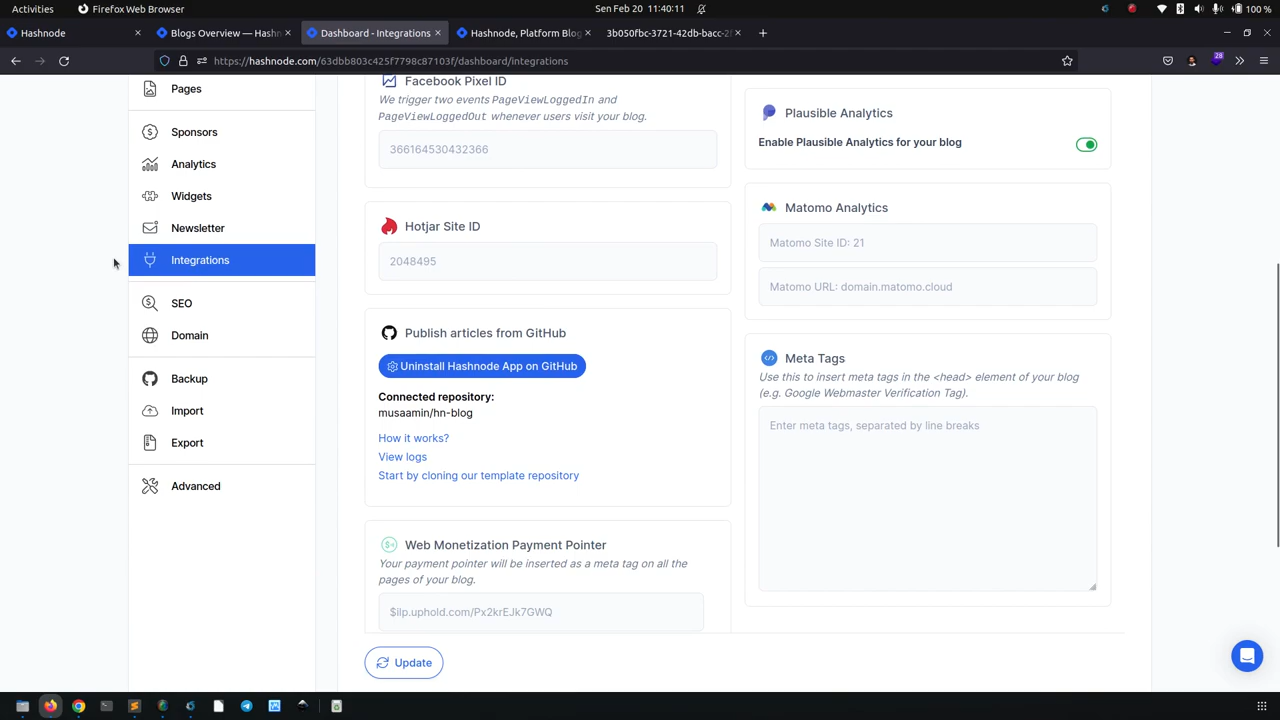 Activities
Firefox Web Browser
Sen Feb 20 11:40:11
100 %
Hashnode
Blogs Overview — Hashn
Dashboard - Integrations
Hashnode, Platform Blog
3b050fbc-3721-42db-bacc-2f
https://hashnode.com/63dbb803c425f7798c87103f/dashboard/integrations
28
Pages
Sponsors
Analytics
Widgets
Newsletter
Integrations
SEO
Domain
Backup
Import
Export
Advanced
Facebook Pixel ID
We trigger two events PageViewLoggedIn and
PageViewLoggedOut whenever users visit your blog.
366164530432366
Hotjar Site ID
2048495
Publish articles from GitHub
Uninstall Hashnode App on GitHub
Connected repository:
musaamin/hn-blog
How it works?
View logs
Start by cloning our template repository
Web Monetization Payment Pointer
Your payment pointer will be inserted as a meta tag on all the
pages of your blog.
$ilp.uphold.com/Px2krEJk7GWQ
Update
Plausible Analytics
Enable Plausible Analytics for your blog
Matomo Analytics
Matomo Site ID: 21
Matomo URL: domain.matomo.cloud
Meta Tags
Use this to insert meta tags in the <head> element of your blog
(e.g. Google Webmaster Verification Tag).
Enter meta tags, separated by line breaks